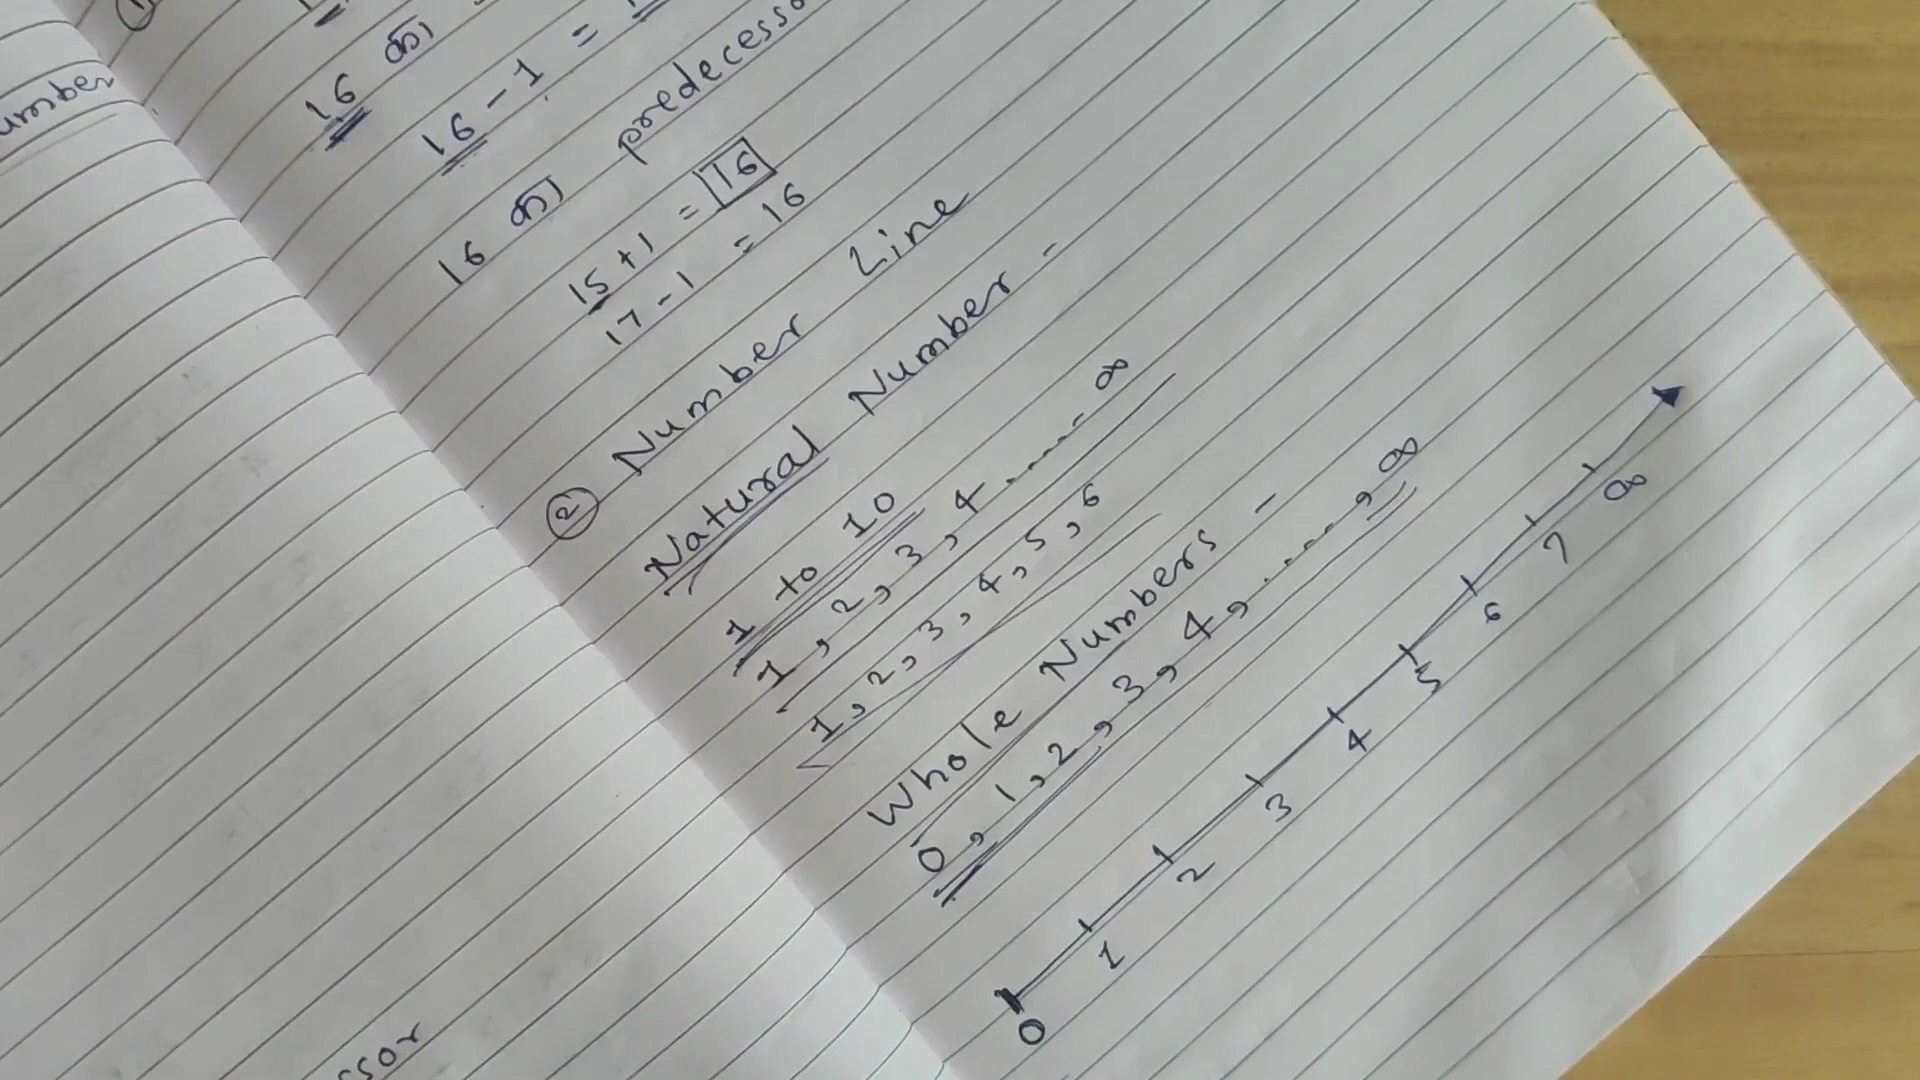 umber
ssor
16 का
16 - 1 =
16 का predecesso
15 + 1 = 16
17 - 1 = 16
② Number Line
Natural Number -
1 to 10
1, 2, 3, 4 ...... ∞
1, 2, 3, 4, 5, 6
Whole Numbers -
0, 1, 2, 3, 4, ......, ∞
0 1 2 3 4 5 6 7 8